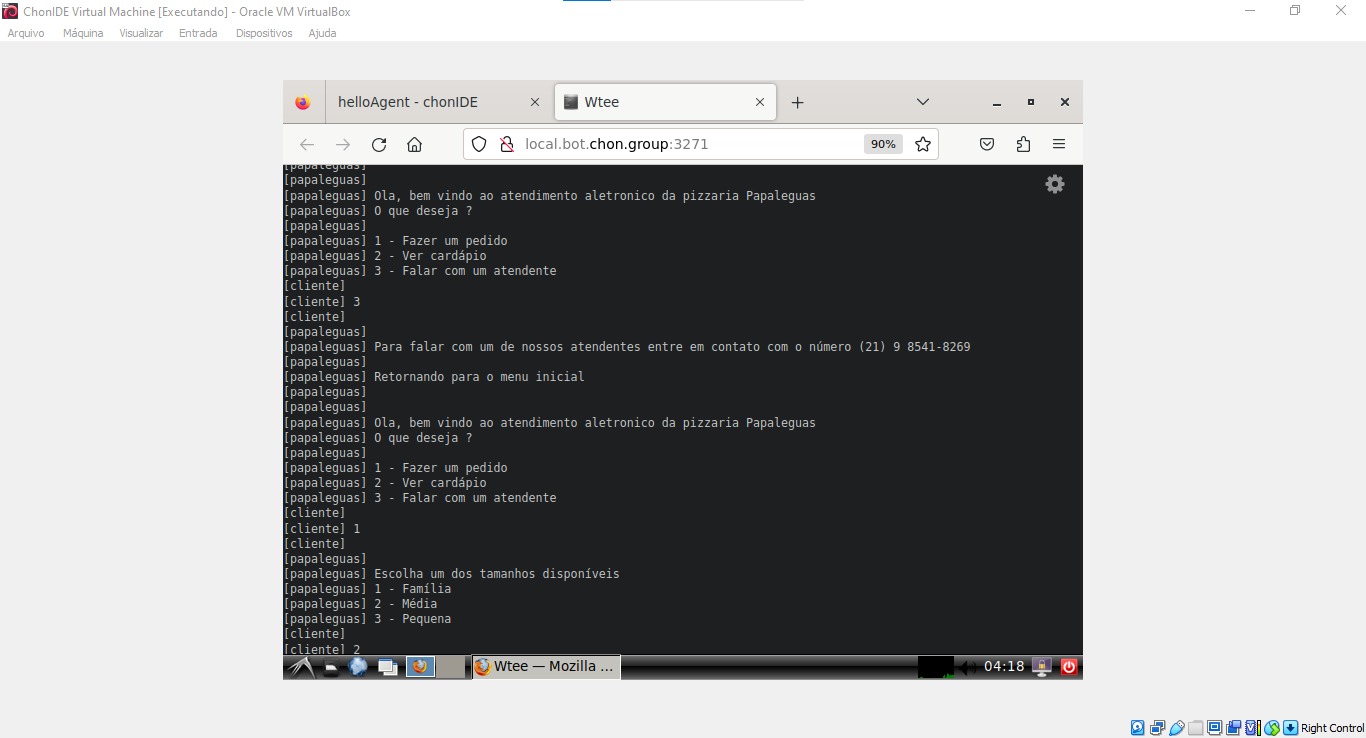 ChonIDE Virtual Machine [Executando] - Oracle VM VirtualBox
Arquivo Máquina Visualizar Entrada Dispositivos Ajuda
helloAgent - chonIDE
Wtee
local.bot.chon.group:3271
90%
[papaleguas]
[papaleguas]
[papaleguas] Ola, bem vindo ao atendimento aletronico da pizzaria Papaleguas
[papaleguas] O que deseja ?
[papaleguas]
[papaleguas] 1 - Fazer um pedido
[papaleguas] 2 - Ver cardápio
[papaleguas] 3 - Falar com um atendente
[cliente]
[cliente] 3
[cliente]
[papaleguas]
[papaleguas] Para falar com um de nossos atendentes entre em contato com o número (21) 9 8541-8269
[papaleguas]
[papaleguas] Retornando para o menu inicial
[papaleguas]
[papaleguas]
[papaleguas] Ola, bem vindo ao atendimento aletronico da pizzaria Papaleguas
[papaleguas] O que deseja ?
[papaleguas]
[papaleguas] 1 - Fazer um pedido
[papaleguas] 2 - Ver cardápio
[papaleguas] 3 - Falar com um atendente
[cliente]
[cliente] 1
[cliente]
[papaleguas]
[papaleguas] Escolha um dos tamanhos disponíveis
[papaleguas] 1 - Família
[papaleguas] 2 - Média
[papaleguas] 3 - Pequena
[cliente]
[cliente] 2
Wtee — Mozilla ...
04:18
Right Control